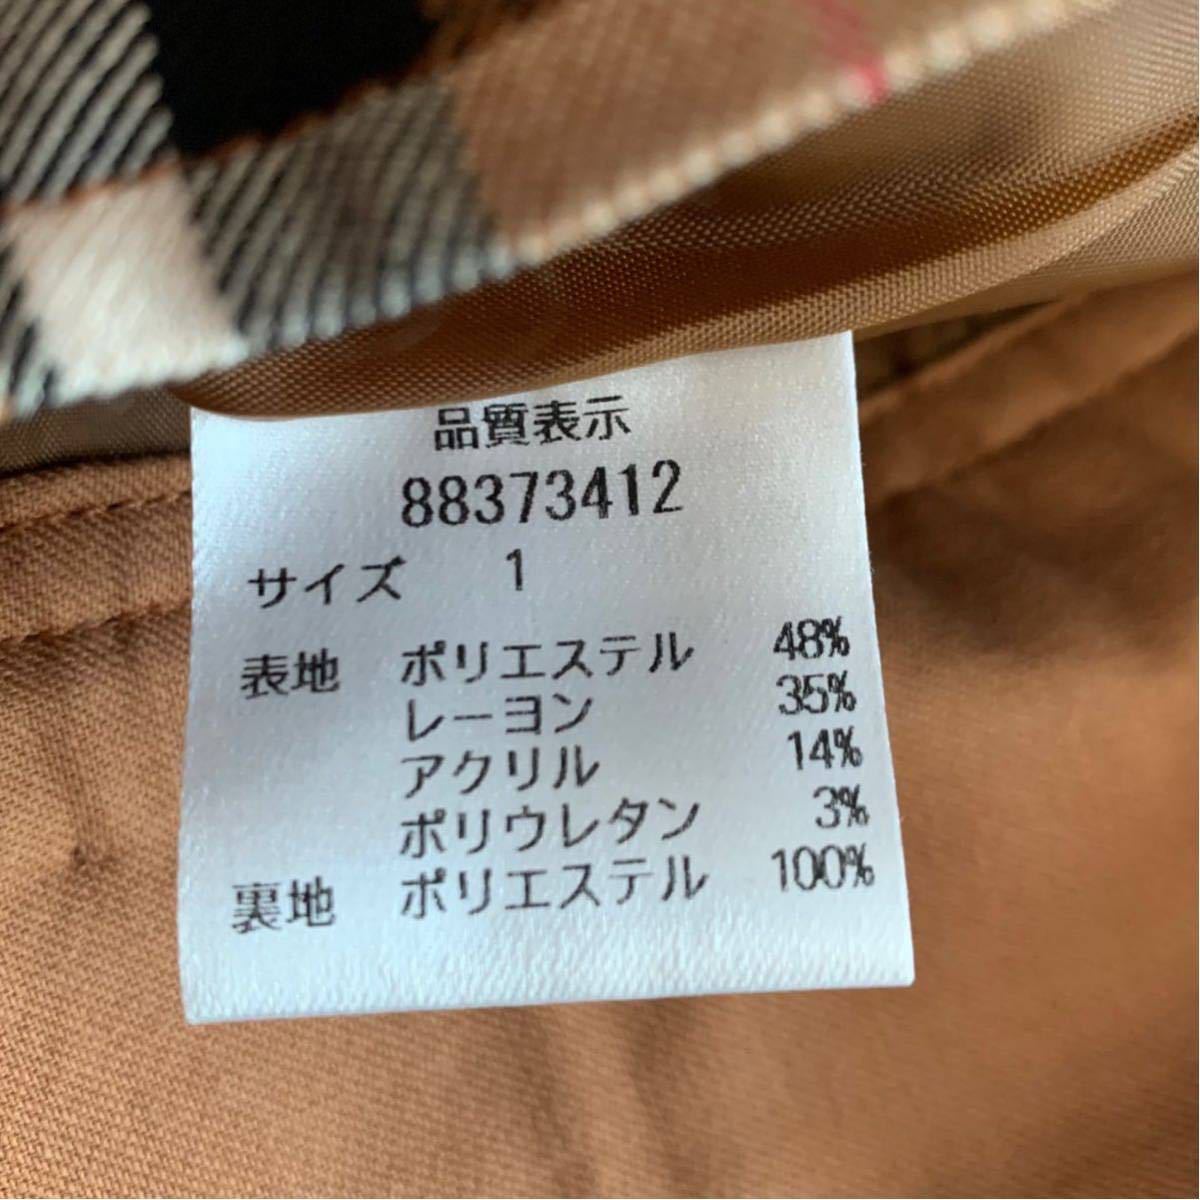 品質表示
88373412
サイズ 1
表地 ポリエステル 48%
レーヨン 35%
アクリル 14%
ポリウレタン 3%
裏地 ポリエステル 100%